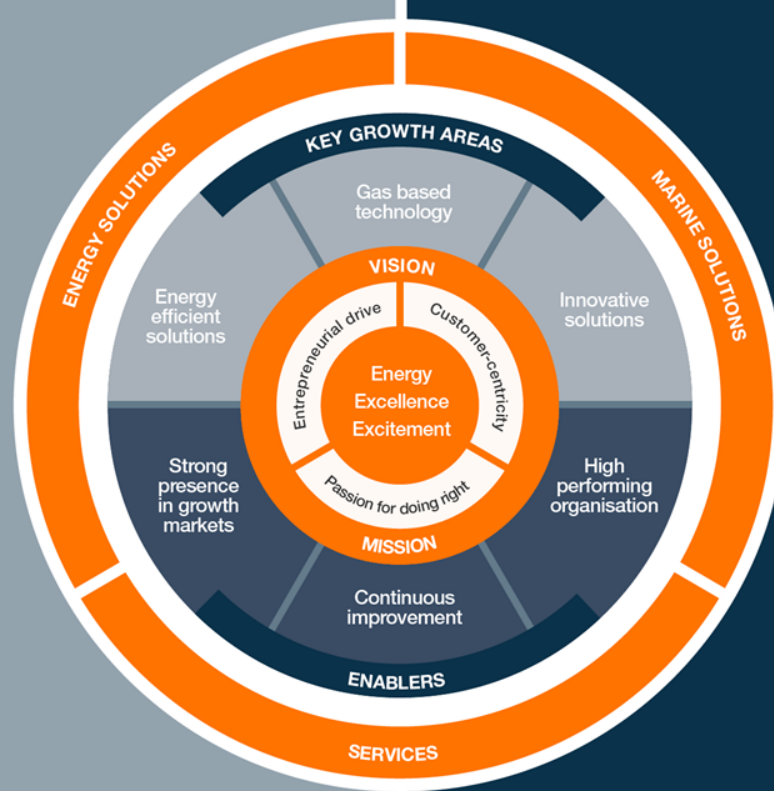 ENERGY SOLUTIONS
MARINE SOLUTIONS
KEY GROWTH AREAS
Gas based
technology
Energy
efficient
solutions
Innovative
solutions
VISION
Entrepreneurial drive
Customer-centricity
Energy
Excellence
Excitement
Passion for doing right
MISSION
Strong
presence
in growth
markets
High
performing
organisation
Continuous
improvement
ENABLERS
SERVICES